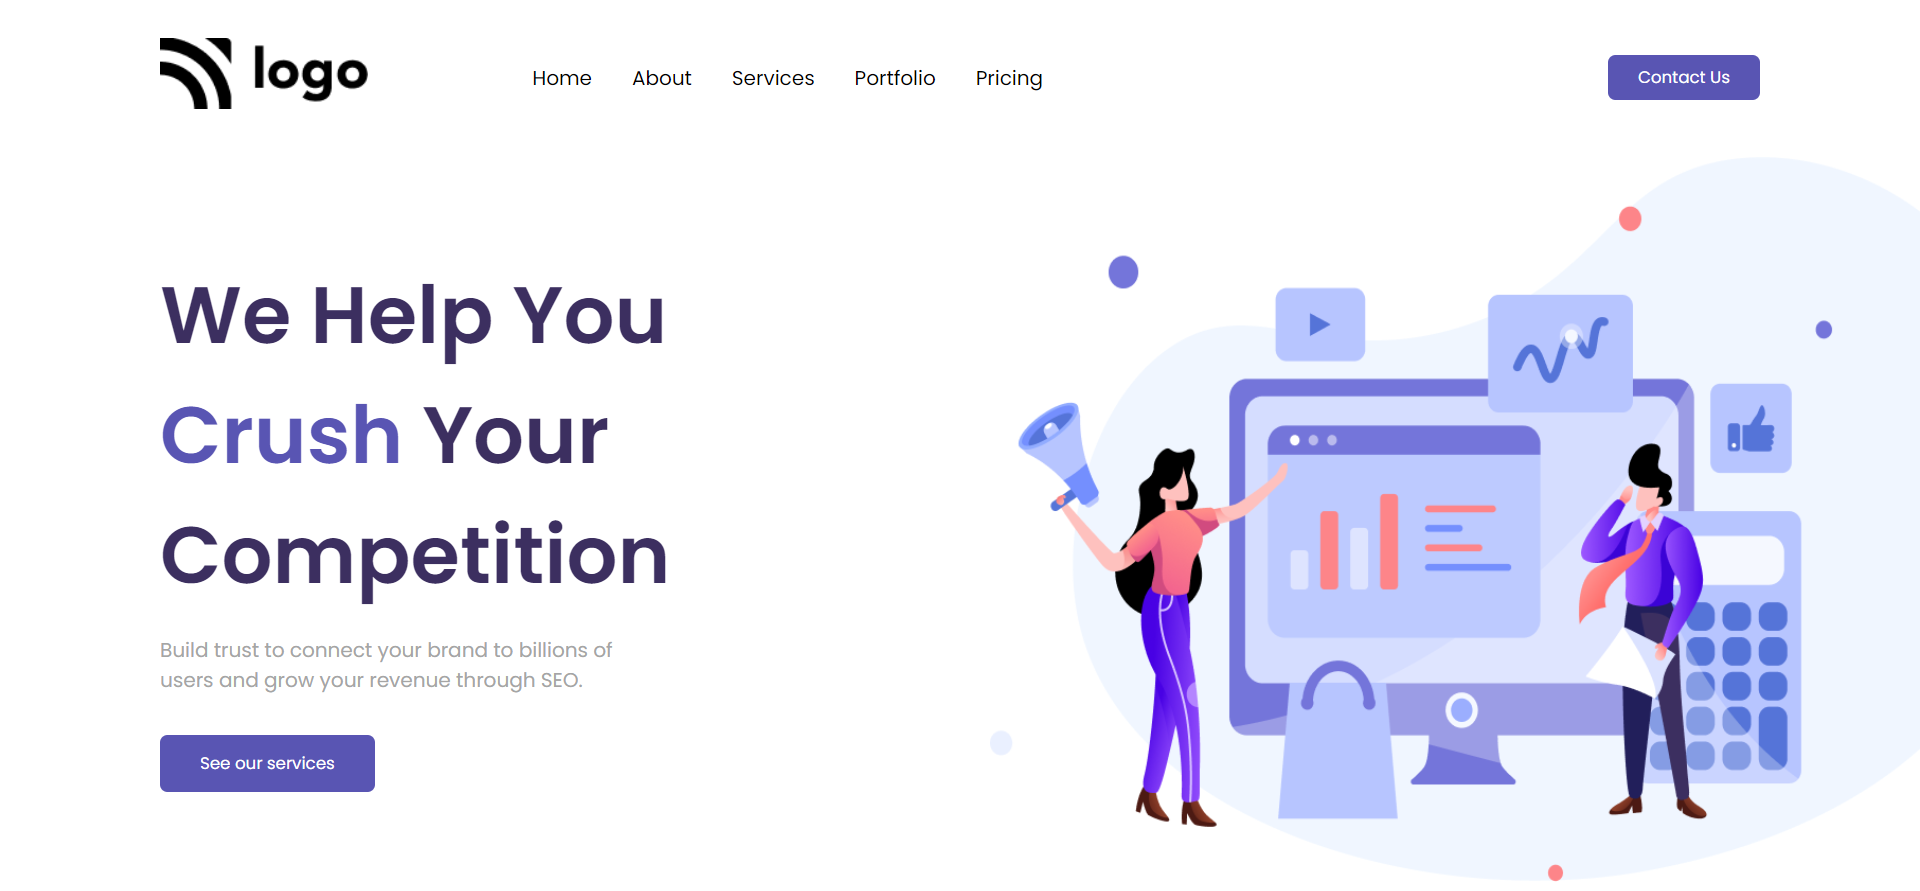 logo
Home About Services Portfolio Pricing
Contact Us
We Help You
Crush Your
Competition
Build trust to connect your brand to billions of
users and grow your revenue through SEO.
See our services